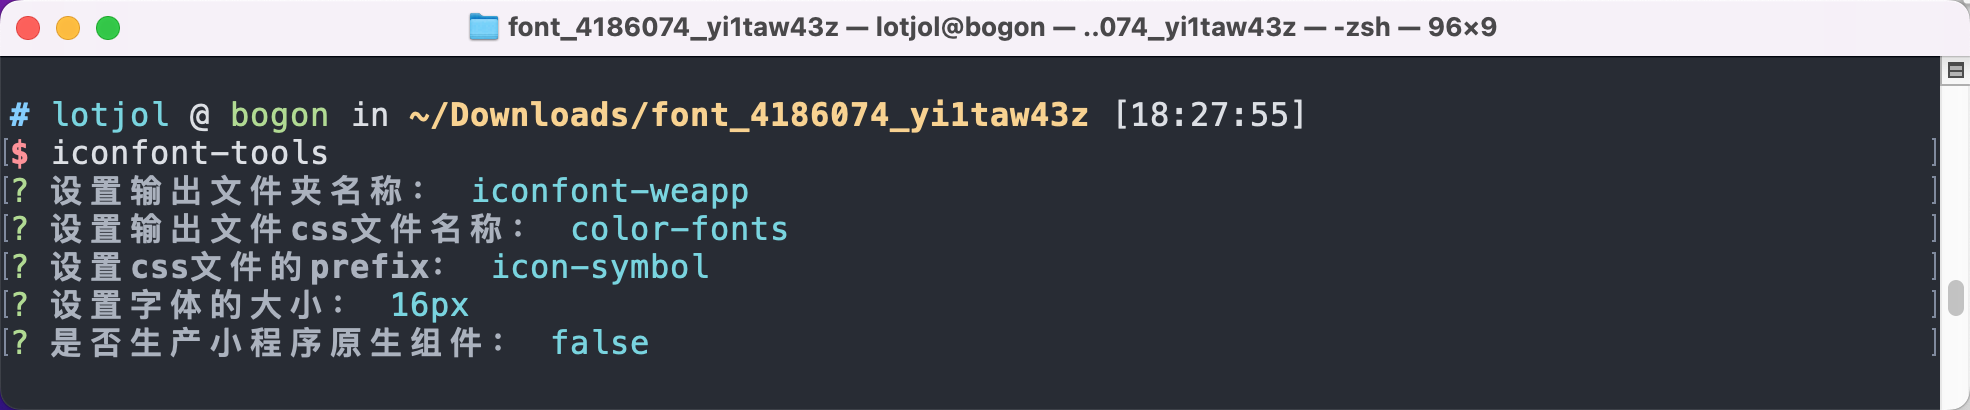 font_4186074_yi1taw43z — lotjol@bogon — ..074_yi1taw43z — -zsh — 96×9
# lotjol @ bogon in ~/Downloads/font_4186074_yi1taw43z [18:27:55]
$ iconfont-tools
? 设置输出文件夹名称： iconfont-weapp
? 设置输出文件css文件名称： color-fonts
? 设置css文件的prefix： icon-symbol
? 设置字体的大小： 16px
? 是否生产小程序原生组件： false